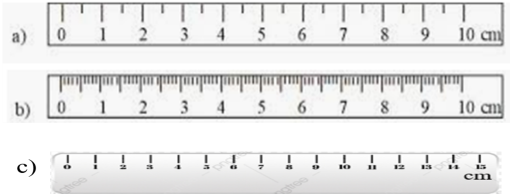 a) 0 1 2 3 4 5 6 7 8 9 10 cm
b) 0 1 2 3 4 5 6 7 8 9 10 cm
c) 0 1 2 3 4 5 6 7 8 9 10 11 12 13 14 15
cm